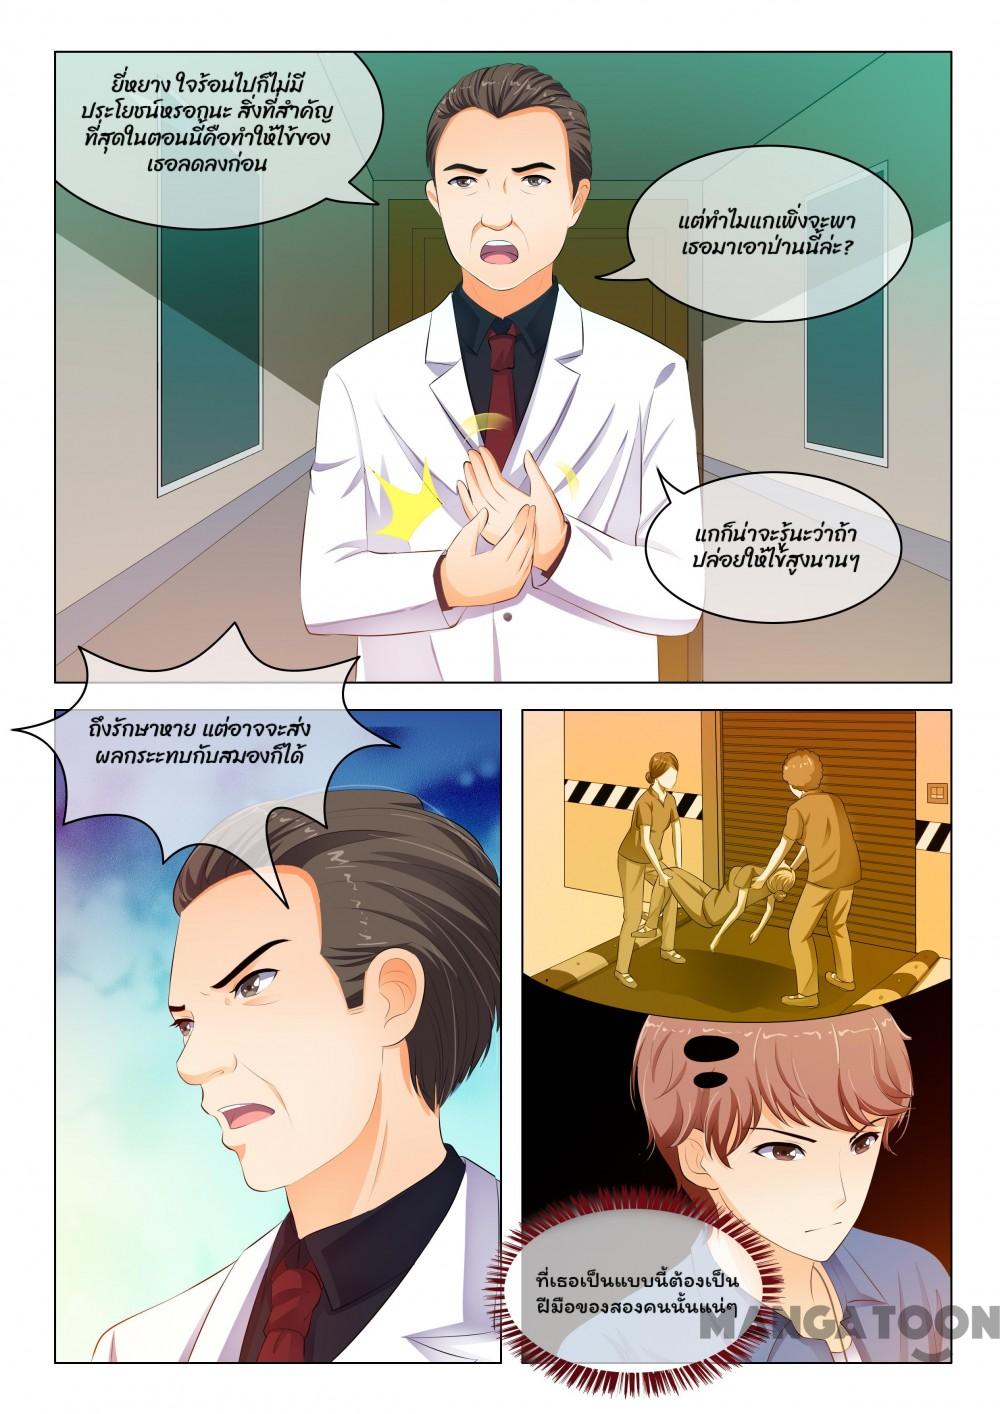 ยี่หยาง ใจร้อนไปก็ไม่มี
ประโยชน์หรอกนะ สิ่งที่สำคัญ
ที่สุดในตอนนี้คือทำให้ไข้ของ
เธอลดลงก่อน
แต่ทำไมแกเพิ่งจะพา
เธอมาเอาป่านนี้ล่ะ?
แกก็น่าจะรู้นะว่าถ้า
ปล่อยให้ไข้สูงนานๆ
ถึงรักษาหาย แต่อาจจะส่ง
ผลกระะทบกับสมองก็ได้
ที่เธอเป็นแบบนี้ต้องเป็น
ฝีมือของสองคนนั้นแน่ๆ
MANGATOON